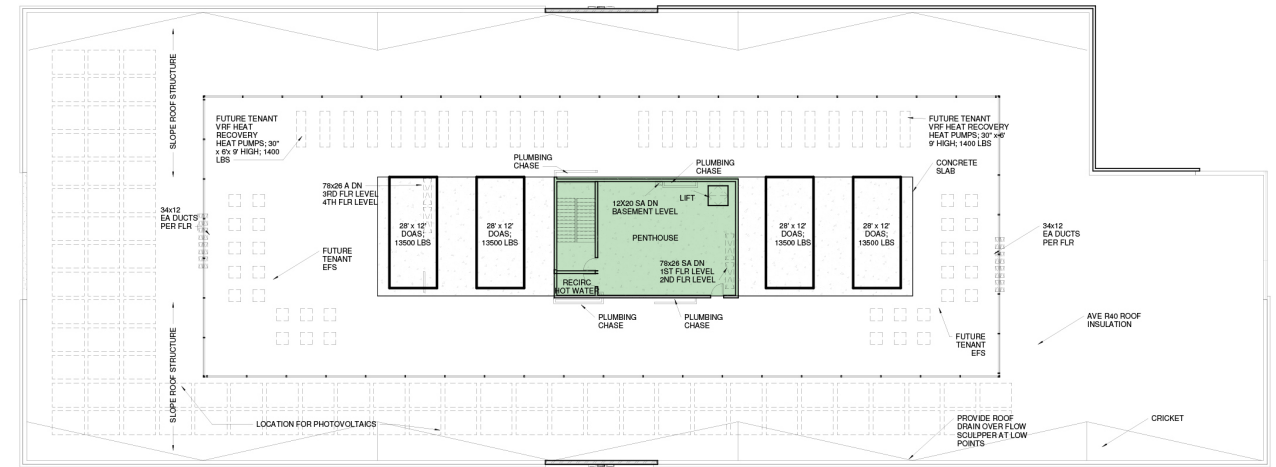 SLOPE ROOF STRUCTURE
FUTURE TENANT
VRF HEAT
RECOVERY
HEAT PUMPS; 30"
x 6'x 9' HIGH; 1400
LBS
FUTURE TENANT
VRF HEAT RECOVERY
HEAT PUMPS; 30" x 6'
9' HIGH; 1400 LBS
PLUMBING
CHASE
PLUMBING
CHASE
CONCRETE
SLAB
78x26 A DN
3RD FLR LEVEL
4TH FLR LEVEL
LIFT
12X20 SA DN
BASEMENT LEVEL
34x12
EA DUCTS
PER FLR
28' x 12'
DOAS;
13500 LBS
28' x 12'
DOAS;
13500 LBS
PENTHOUSE
28' x 12'
DOAS;
13500 LBS
28' x 12'
DOAS;
13500 LBS
34x12
EA DUCTS
PER FLR
FUTURE
TENANT
EFS
78x26 SA DN
1ST FLR LEVEL
2ND FLR LEVEL
RECIRC
HOT WATER
PLUMBING
CHASE
PLUMBING
CHASE
AVE R40 ROOF
INSULATION
FUTURE
TENANT
EFS
SLOPE ROOF STRUCTURE
LOCATION FOR PHOTOVOLTAICS
PROVIDE ROOF
DRAIN OVER FLOW
SCULPPER AT LOW
POINTS
CRICKET